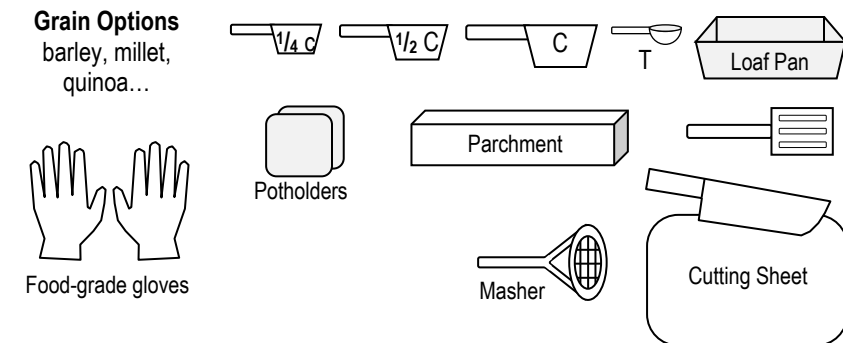 Grain Options
barley, millet,
quinoa…
1/4 C
1/2 C
C
T
Loaf Pan
Potholders
Parchment
Food-grade gloves
Masher
Cutting Sheet